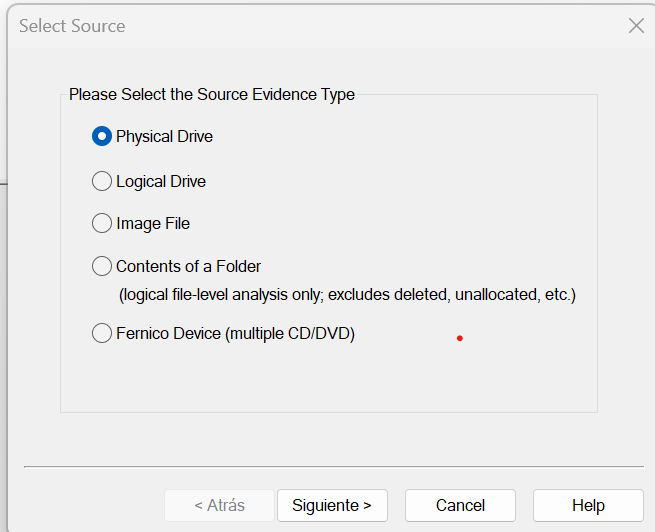 Select Source
Please Select the Source Evidence Type
Physical Drive
Logical Drive
Image File
Contents of a Folder
(logical file-level analysis only; excludes deleted, unallocated, etc.)
Fernico Device (multiple CD/DVD)
< Atrás Siguiente > Cancel Help